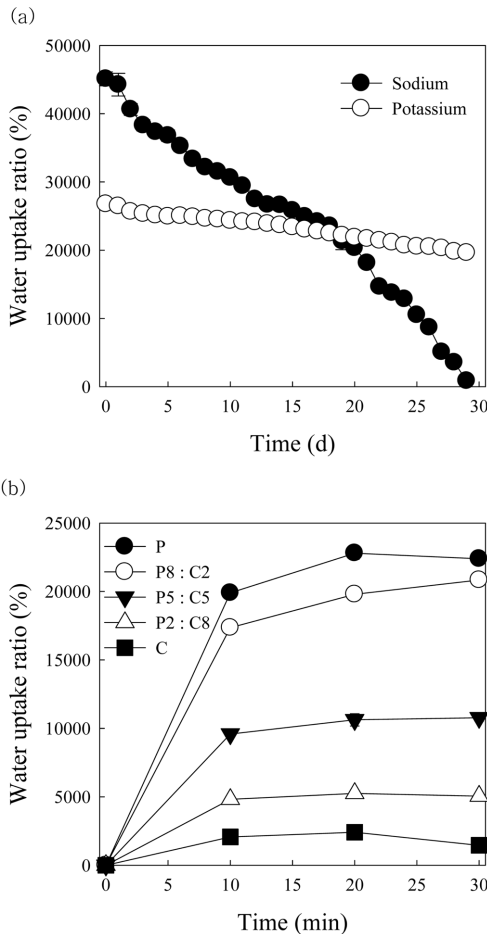 (a)
50000
40000
30000
20000
10000
0
Water uptake ratio (%)
Sodium
Potassium
0 5 10 15 20 25 30
Time (d)
(b)
25000
20000
15000
10000
5000
0
Water uptake ratio (%)
P
P8 : C2
P5 : C5
P2 : C8
C
0 5 10 15 20 25 30
Time (min)